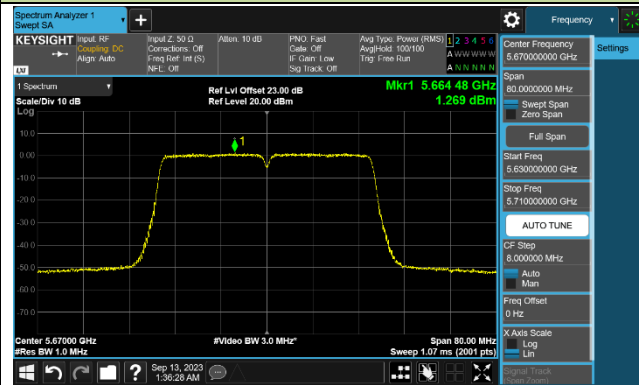 Spectrum Analyzer 1
Swept SA
Frequency
KEYSIGHT
Input: RF
Coupling: DC
Align: Auto
Input Z: 50 Ω
Corrections: Off
Freq Ref: Int (S)
NFE: Off
Atten: 10 dB
PNO: Fast
Gate: Off
IF Gain: Low
Sig Track: Off
Avg Type: Power (RMS)
Avg|Hold: 100/100
Trig: Free Run
1 2 3 4 5 6
A W W W W W
A N N N N N
LXI
1 Spectrum
Scale/Div 10 dB
Log
Ref Lvl Offset 23.00 dB
Ref Level 20.00 dBm
Mkr1 5.664 48 GHz
1.269 dBm
1
10.0
0.00
-10.0
-20.0
-30.0
-40.0
-50.0
-60.0
-70.0
Center 5.67000 GHz
#Res BW 1.0 MHz
#Video BW 3.0 MHz*
Span 80.00 MHz
Sweep 1.07 ms (2001 pts)
Sep 13, 2023
1:36:28 AM
?
Center Frequency
5.670000000 GHz
Span
80.0000000 MHz
Swept Span
Zero Span
Full Span
Start Freq
5.630000000 GHz
Stop Freq
5.710000000 GHz
AUTO TUNE
CF Step
8.000000 MHz
Auto
Man
Freq Offset
0 Hz
X Axis Scale
Log
Lin
Signal Track
(Span Zoom)
Settings